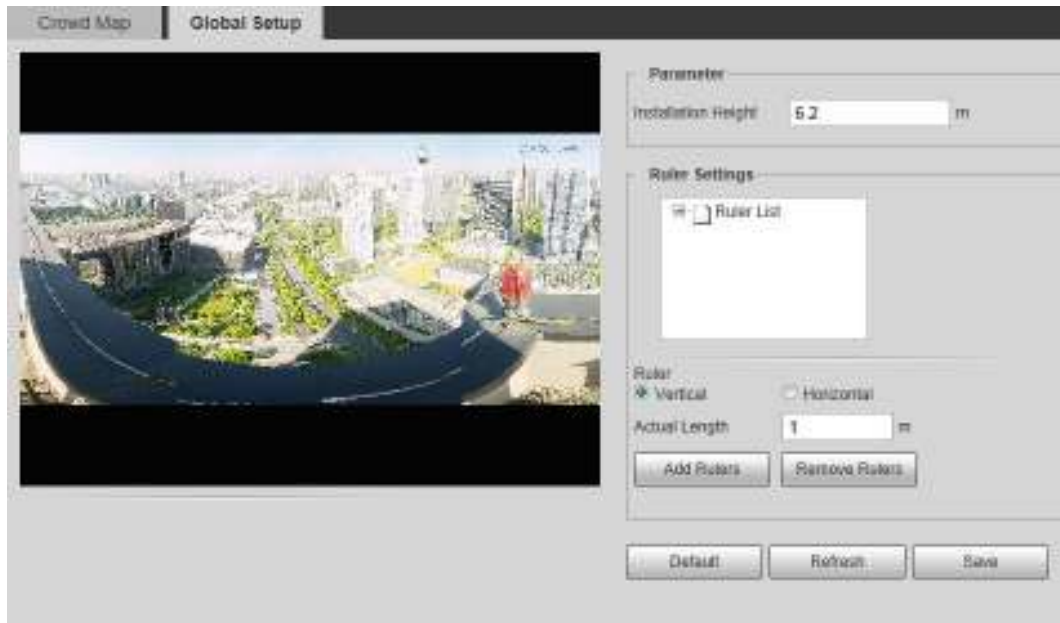 Crowd Map
Global Setup
Parameter
Installation Height 6.2 m
Ruler Settings
Ruler List
Ruler
Vertical Horizontal
Actual Length 1 m
Add Rulers Remove Rulers
Default Refresh Save